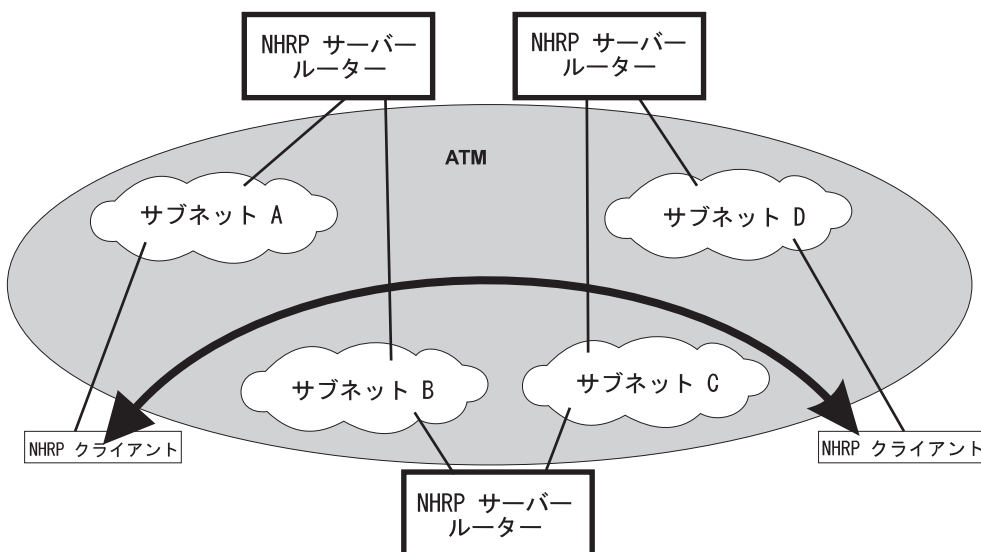 NHRP サーバー
ルーター
NHRP サーバー
ルーター
ATM
サブネット A
サブネット D
サブネット B
サブネット C
NHRP クライアント
NHRP クライアント
NHRP サーバー
ルーター